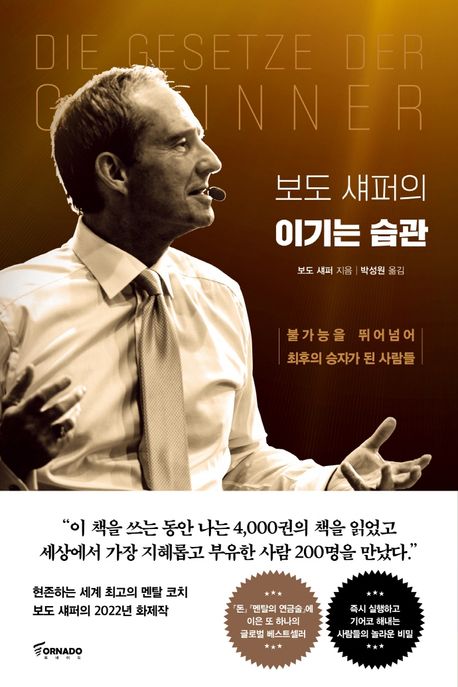 DIE GESETZE DER
G  INNER
보도 섀퍼의
이기는 습관
보도 섀퍼 지음 | 박성원 옮김
불가능을 뛰어넘어
최후의 승자가 된 사람들
“이 책을 쓰는 동안 나는 4,000권의 책을 읽었고
세상에서 가장 지혜롭고 부유한 사람 200명을 만났다.”
현존하는 세계 최고의 멘탈 코치
보도 섀퍼의 2022년 화제작
『돈』 『멘탈의 연금술』에
이은 또 하나의
글로벌 베스트셀러
즉시 실행하고
기어코 해내는
사람들의 놀라운 비밀
TORNADO
토네이도